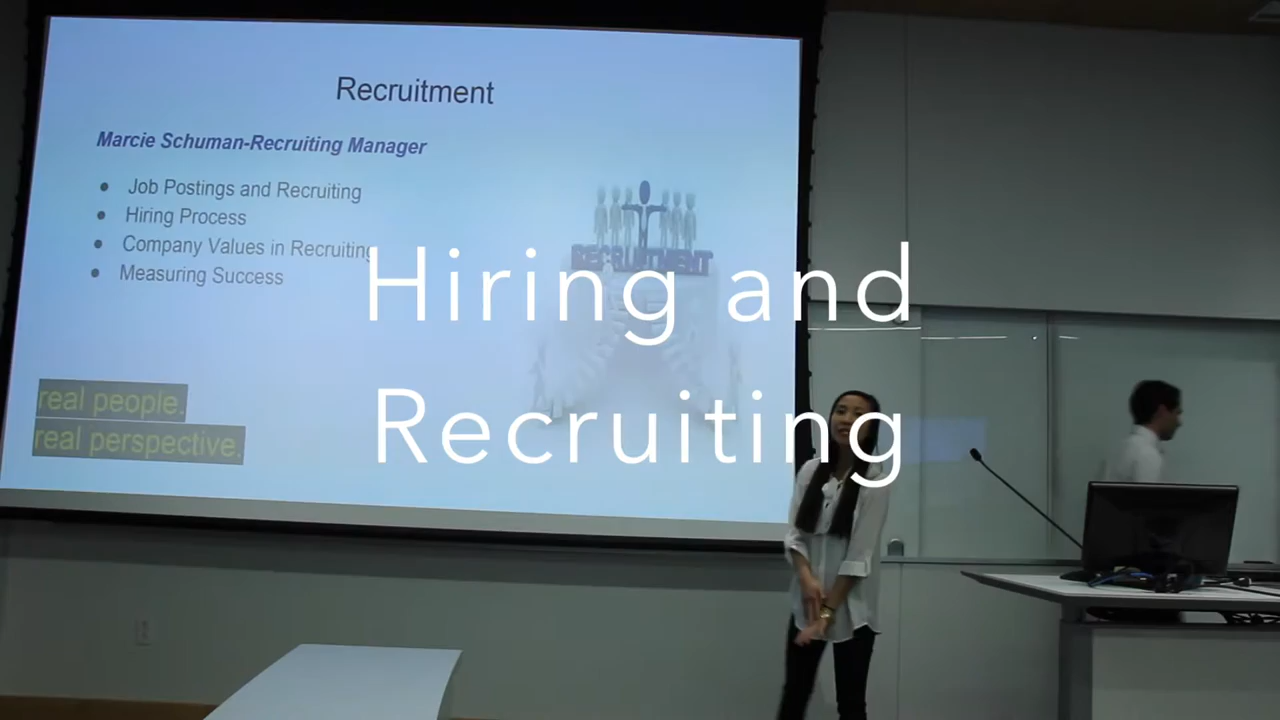 Recruitment
Marcie Schuman-Recruiting Manager
Job Postings and Recruiting
Hiring Process
Company Values in Recruiting
Measuring Success
RECRUITMENT
Hiring and
Recruiting
real people.
real perspective.